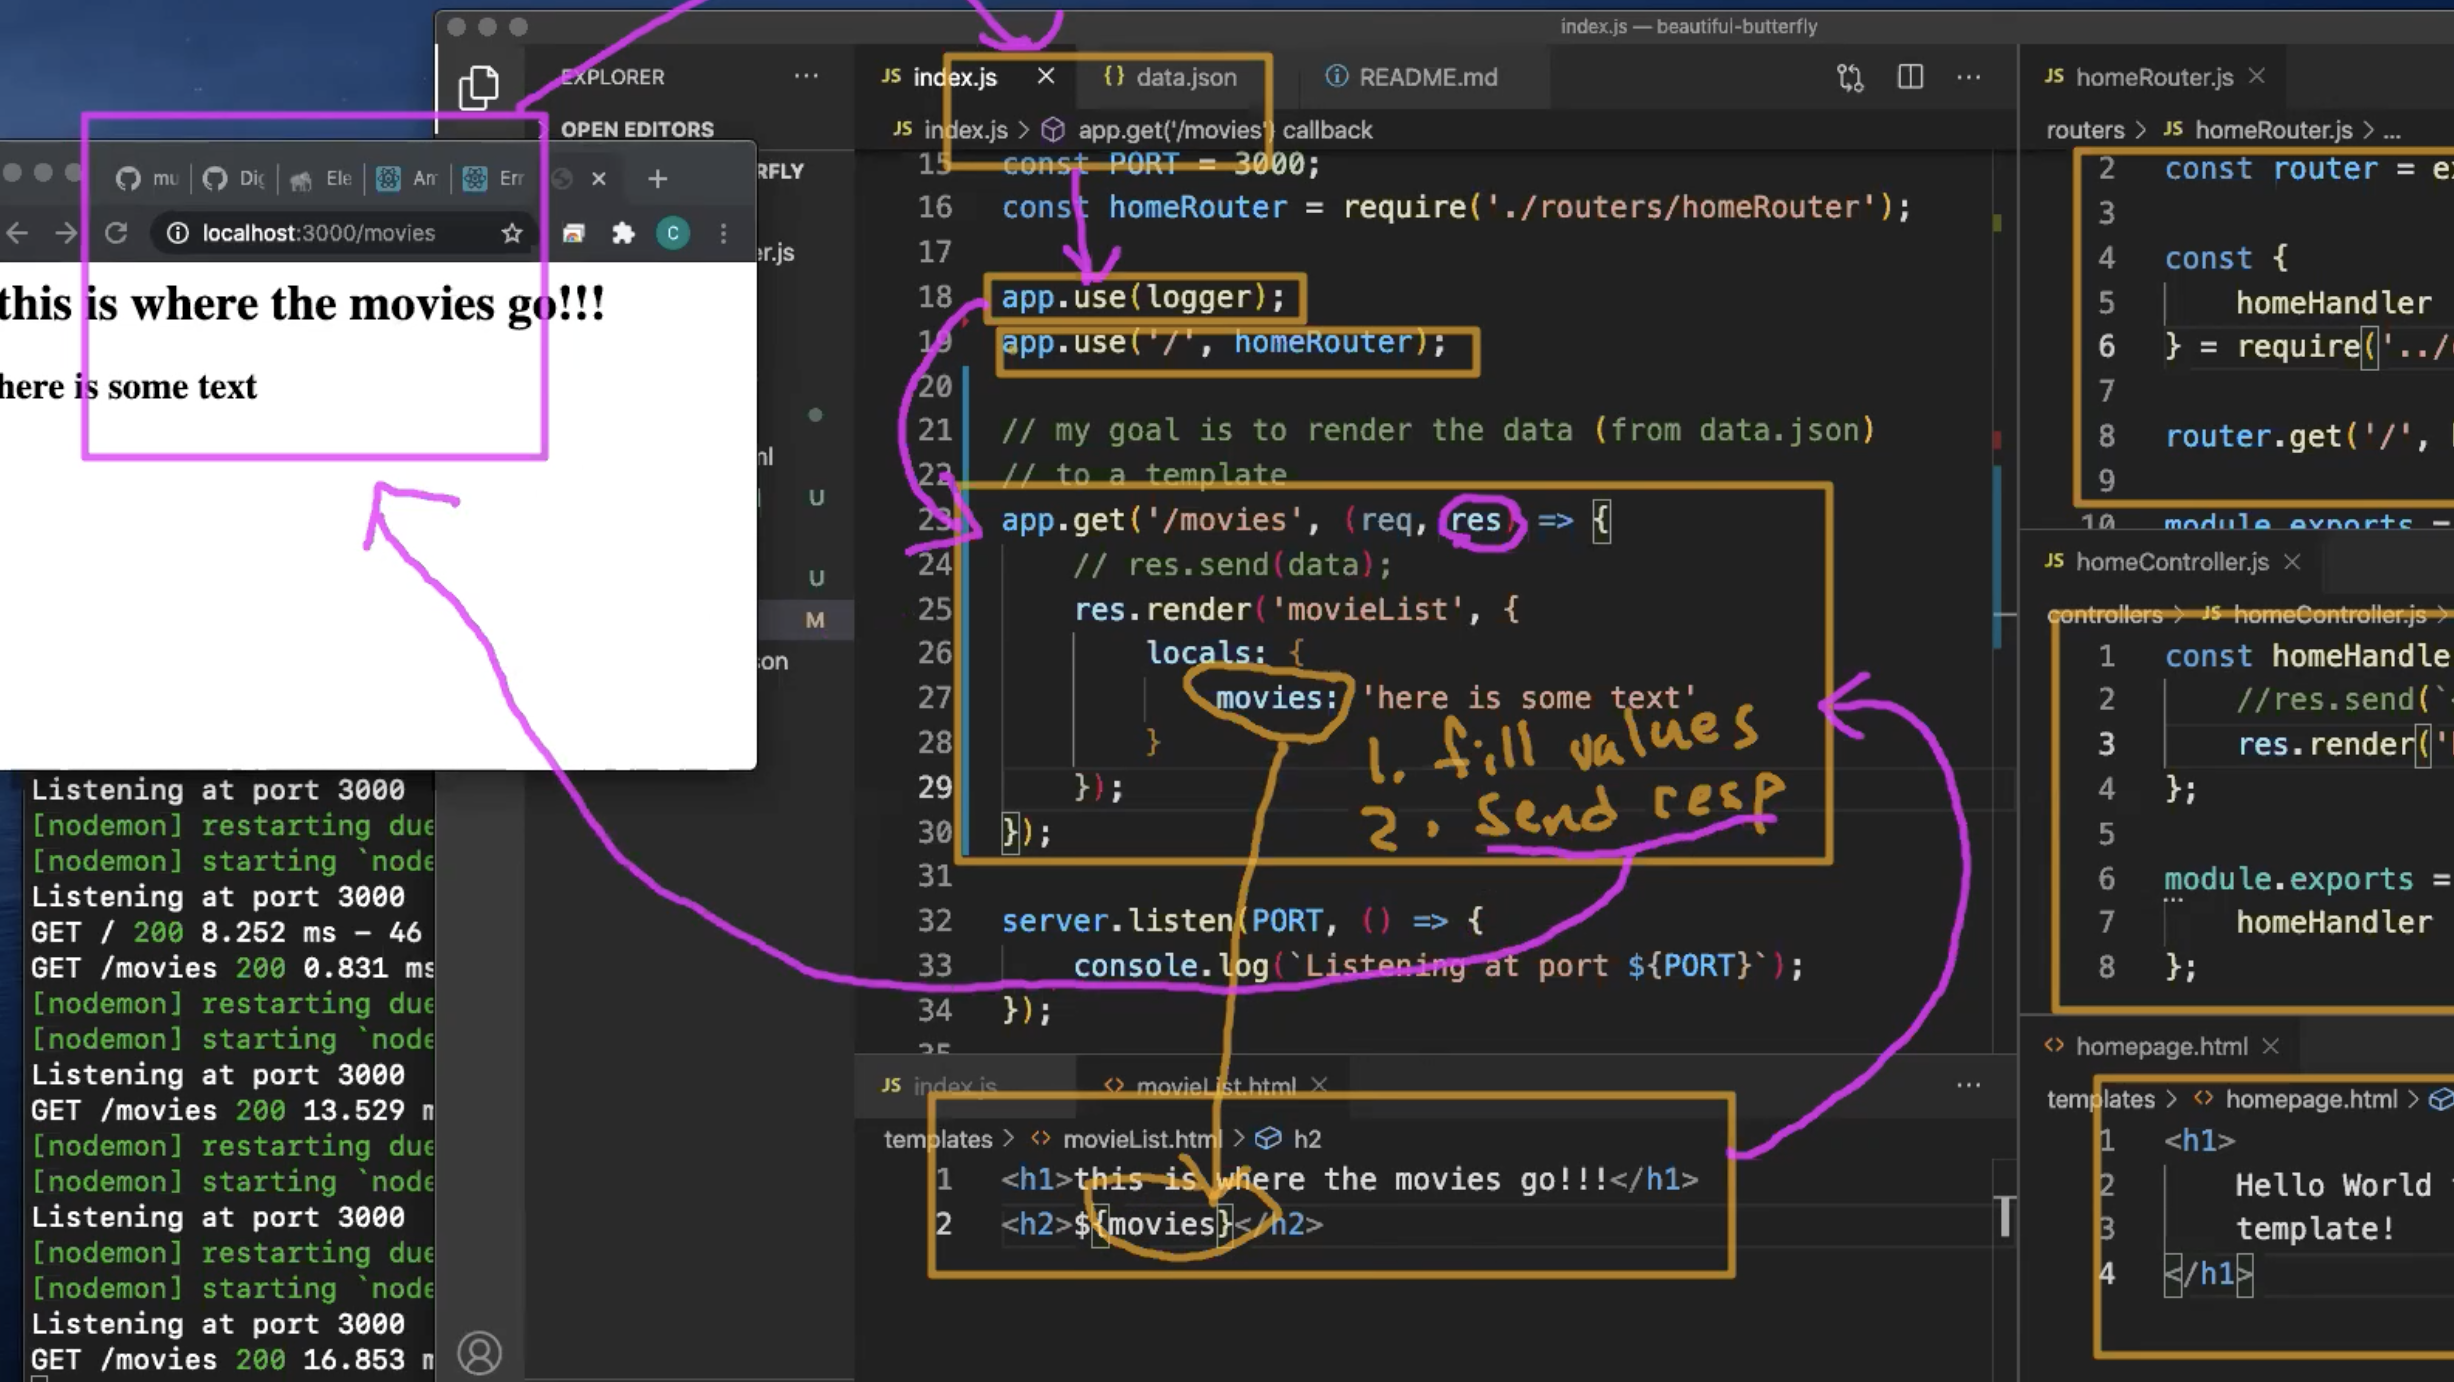 index.js — beautiful-butterfly
EXPLORER
OPEN EDITORS
RFLY
er.js
on
U
U
M
mu
Dig
Ele
Err
localhost:3000/movies
C
this is where the movies go!!!
here is some text
Listening at port 3000
[nodemon] restarting due
[nodemon] starting `node
Listening at port 3000
GET / 200 8.252 ms – 46
GET /movies 200 0.831 ms
[nodemon] restarting due
[nodemon] starting `node
Listening at port 3000
GET /movies 200 13.529 m
[nodemon] restarting due
[nodemon] starting `node
Listening at port 3000
[nodemon] restarting due
[nodemon] starting `node
Listening at port 3000
GET /movies 200 16.853 m
JS index.js {} data.json README.md
JS index.js > app.get('/movies') callback
15 const PORT = 3000;
16 const homeRouter = require('./routers/homeRouter');
17
18 app.use(logger);
19 app.use('/', homeRouter);
20
21 // my goal is to render the data (from data.json)
22 // to a template
23 app.get('/movies', (req, res) => {
24 // res.send(data);
25 res.render('movieList', {
26 locals: {
27 movies: 'here is some text'
28 }
29 });
30 });
31
32 server.listen(PORT, () => {
33 console.log(`Listening at port ${PORT}`);
34 });
35
1. fill values
2. send resp
JS index.js <> movieList.html
templates > <> movieList.html > h2
1 <h1>this is where the movies go!!!</h1>
2 <h2>${movies}</h2>
JS homeRouter.js
routers > JS homeRouter.js > ...
2 const router = ex
3
4 const {
5 homeHandler
6 } = require('../
7
8 router.get('/',
9
10 module.exports =
JS homeController.js
controllers > JS homeController.js >
1 const homeHandle
2 //res.send(`
3 res.render('
4 };
5
6 module.exports =
7 homeHandler
8 };
<> homepage.html
templates > <> homepage.html >
1 <h1>
2 Hello World
3 template!
4 </h1>